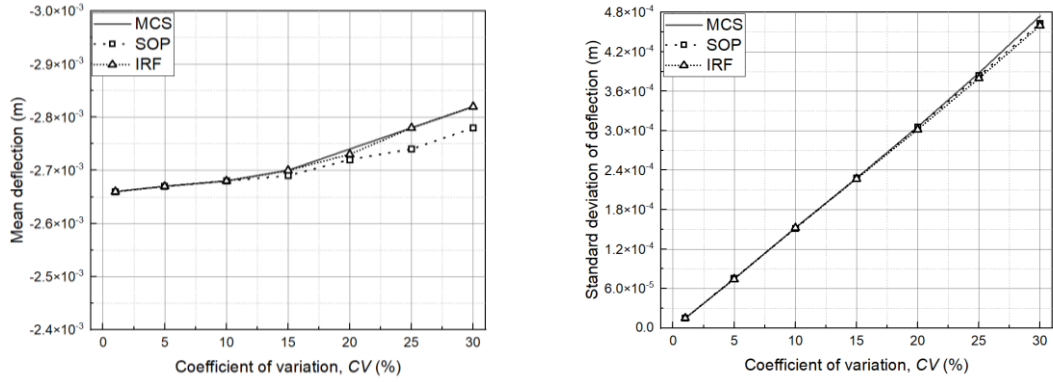 -3.0×10⁻³
-2.9×10⁻³
-2.8×10⁻³
-2.7×10⁻³
-2.6×10⁻³
-2.5×10⁻³
-2.4×10⁻³
Mean deflection (m)
MCS
SOP
IRF
0 5 10 15 20 25 30
Coefficient of variation, CV (%)
4.8×10⁻⁴
4.2×10⁻⁴
3.6×10⁻⁴
3.0×10⁻⁴
2.4×10⁻⁴
1.8×10⁻⁴
1.2×10⁻⁴
6.0×10⁻⁵
0.0
Standard deviation of deflection (m)
MCS
SOP
IRF
0 5 10 15 20 25 30
Coefficient of variation, CV (%)